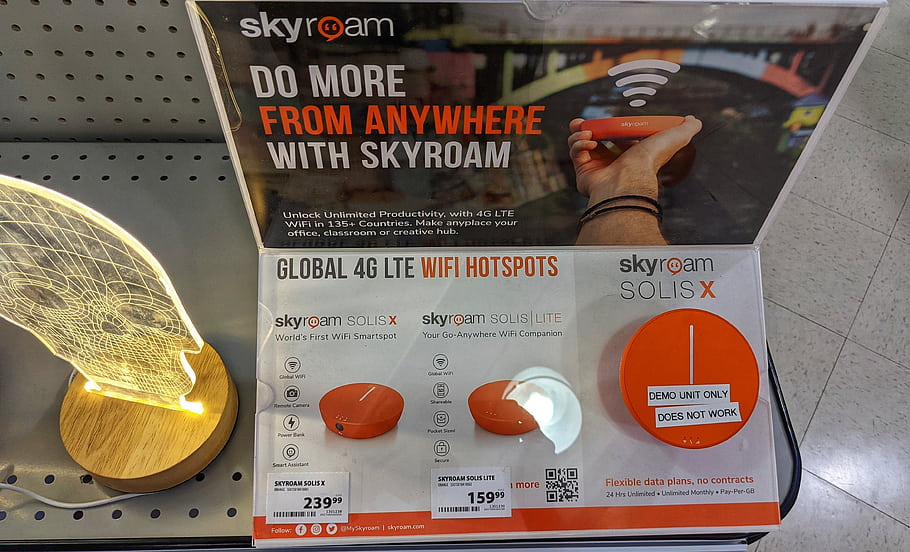 skyroam
DO MORE
FROM ANYWHERE
WITH SKYROAM
skyroam
Unlock Unlimited Productivity, with 4G LTE
WiFi in 135+ Countries. Make anyplace your
office, classroom or creative hub.
GLOBAL 4G LTE WIFI HOTSPOTS
skyroam SOLIS X
World's First WiFi Smartspot
Global WiFi
Remote Camera
Power Bank
Smart Assistant
skyroam SOLIS | LITE
Your Go-Anywhere WiFi Companion
Global WiFi
Shareable
Pocket Sized
Secure
SKYROAM SOLIS X
239.99
SKYROAM SOLIS LITE
159.99
n more
Follow: @MySkyroam | skyroam.com
skyroam
SOLIS X
DEMO UNIT ONLY
DOES NOT WORK
Flexible data plans, no contracts
24 Hrs Unlimited • Unlimited Monthly • Pay-Per-GB